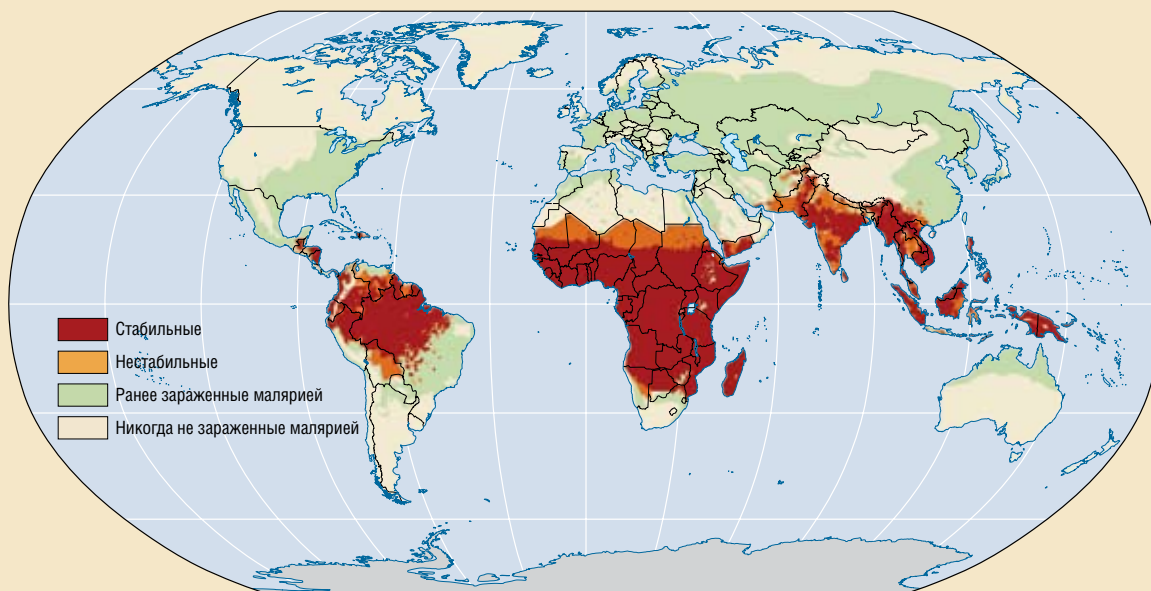 Стабильные
Нестабильные
Ранее зараженные малярией
Никогда не зараженные малярией